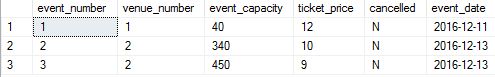 event_number venue_number event_capacity ticket_price cancelled event_date
1 1 1 40 12 N 2016-12-11
2 2 2 340 10 N 2016-12-13
3 3 2 450 9 N 2016-12-13